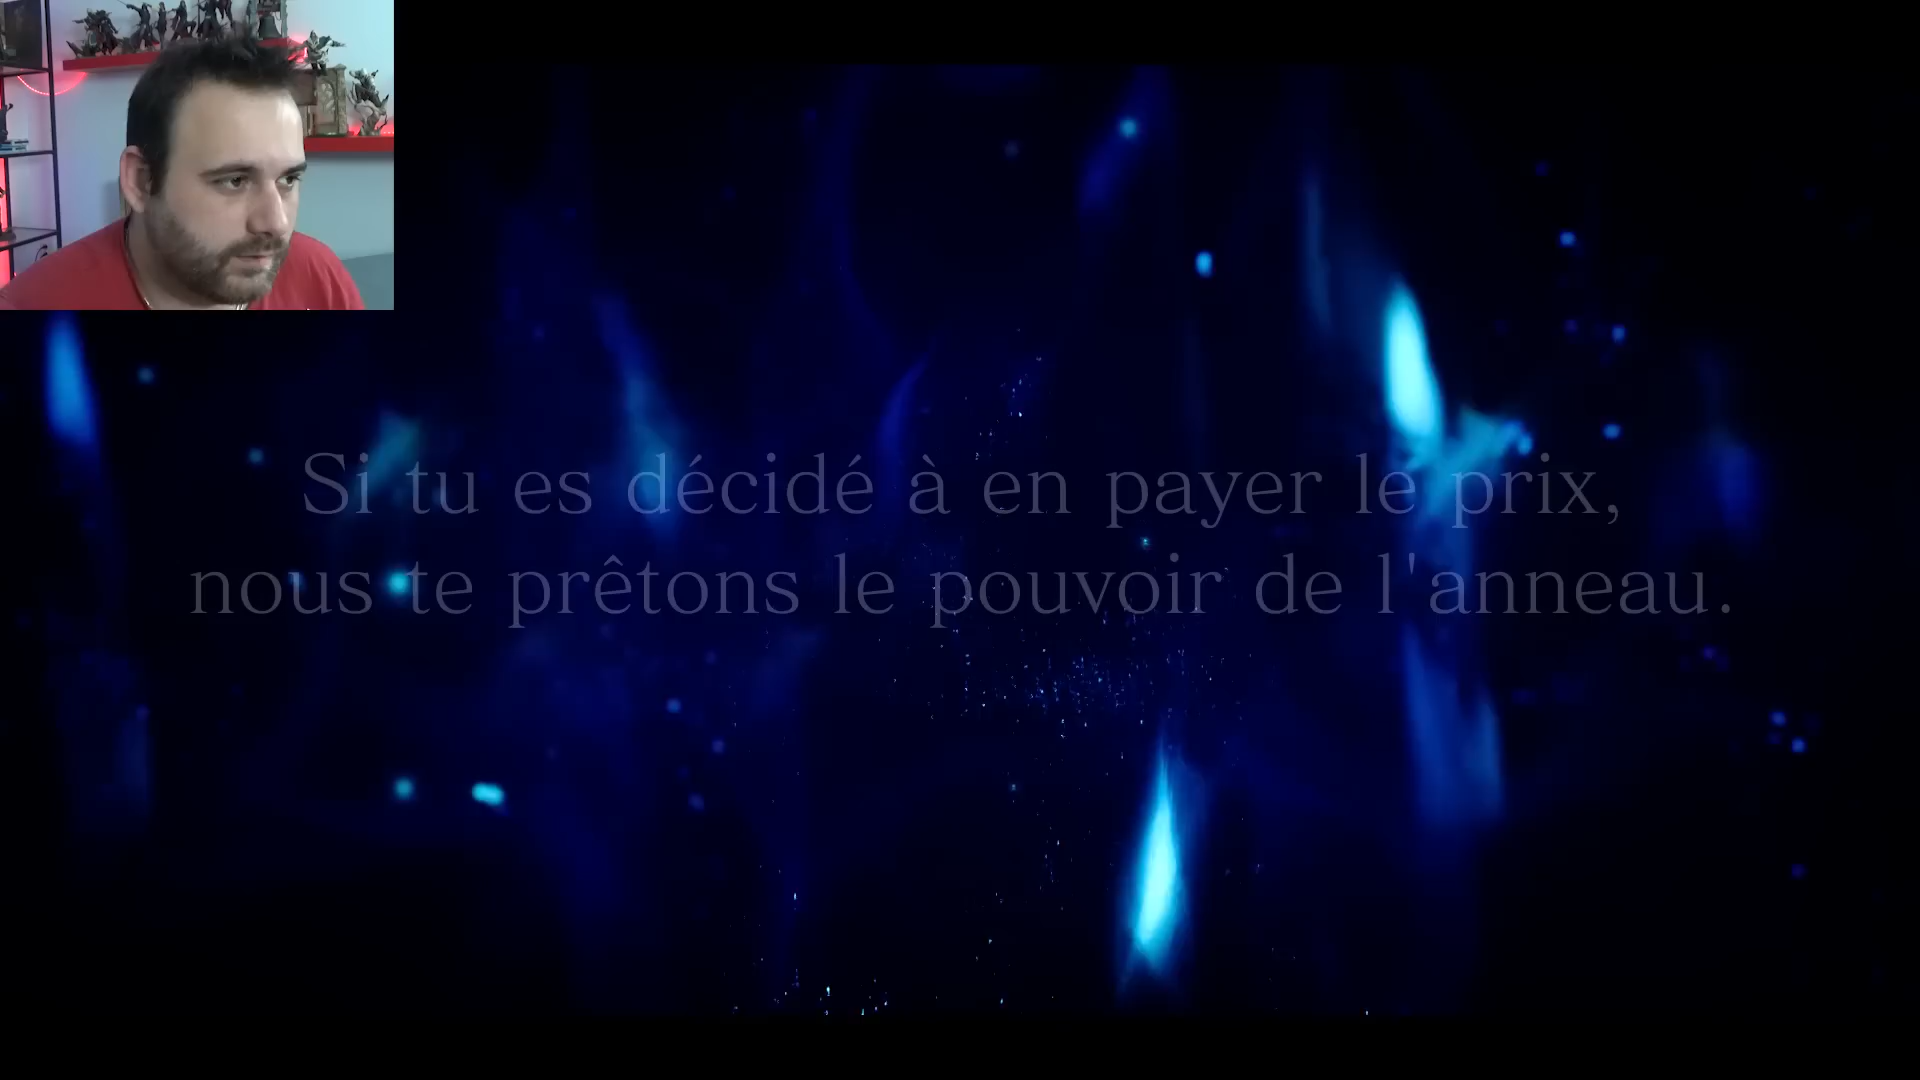 Si tu es décidé à en payer le prix,
nous te prêtons le pouvoir de l'anneau.